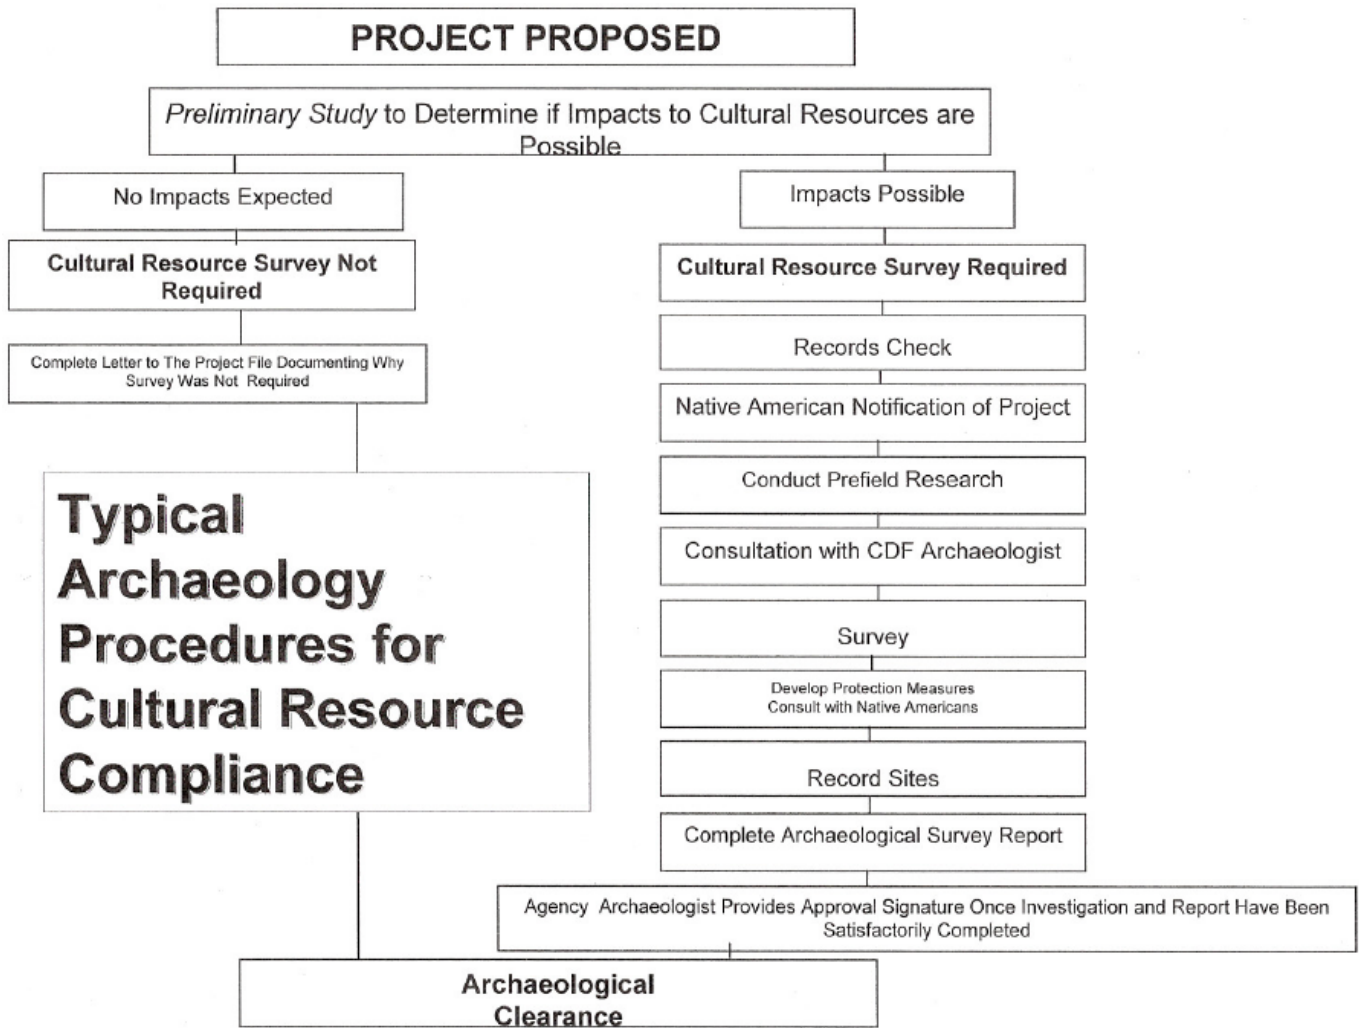 PROJECT PROPOSED
Preliminary Study to Determine if Impacts to Cultural Resources are
Possible
No Impacts Expected
Cultural Resource Survey Not
Required
Complete Letter to The Project File Documenting Why
Survey Was Not Required
Typical
Archaeology
Procedures for
Cultural Resource
Compliance
Impacts Possible
Cultural Resource Survey Required
Records Check
Native American Notification of Project
Conduct Prefield Research
Consultation with CDF Archaeologist
Survey
Develop Protection Measures
Consult with Native Americans
Record Sites
Complete Archaeological Survey Report
Agency Archaeologist Provides Approval Signature Once Investigation and Report Have Been
Satisfactorily Completed
Archaeological
Clearance